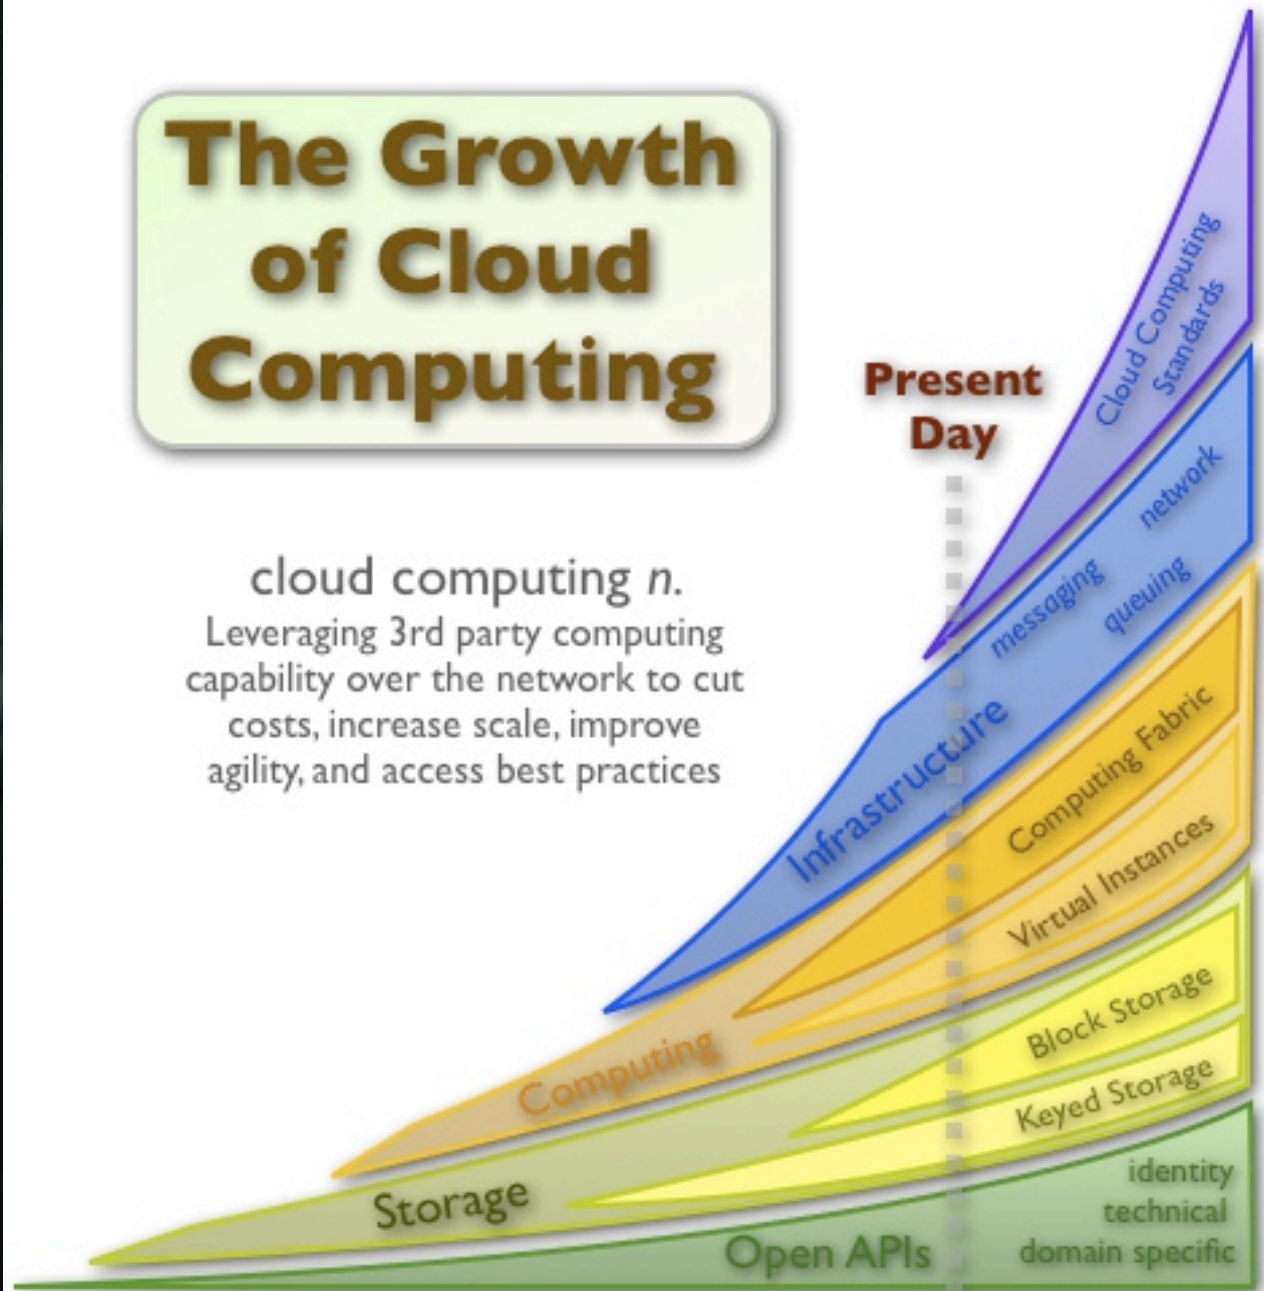 The Growth
of Cloud
Computing
Present
Day
cloud computing n.
Leveraging 3rd party computing
capability over the network to cut
costs, increase scale, improve
agility, and access best practices
Cloud Computing
Standards
network
messaging
queuing
Infrastructure
Computing Fabric
Virtual Instances
Computing
Block Storage
Keyed Storage
Storage
identity
technical
domain specific
Open APIs